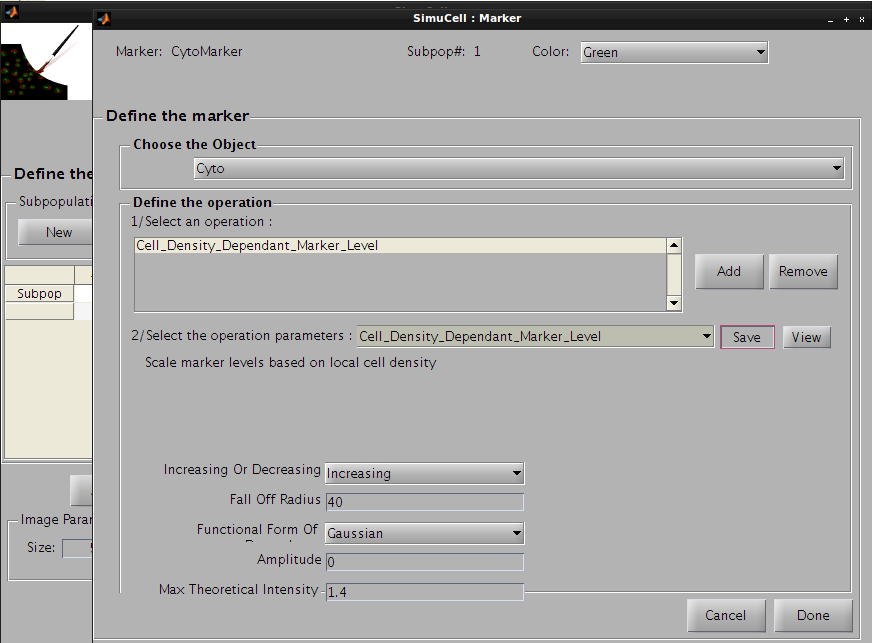 SimuCell : Marker
Marker: CytoMarker Subpop#: 1 Color: Green
Define the marker
Choose the Object
Cyto
Define the
Subpopulati
New
Subpop
Image Parar
Size:
Define the operation
1/Select an operation :
Cell_Density_Dependant_Marker_Level
Add Remove
2/Select the operation parameters : Cell_Density_Dependant_Marker_Level Save View
Scale marker levels based on local cell density
Increasing Or Decreasing Increasing
Fall Off Radius 40
Functional Form Of Gaussian
Amplitude 0
Max Theoretical Intensity 1.4
Cancel Done